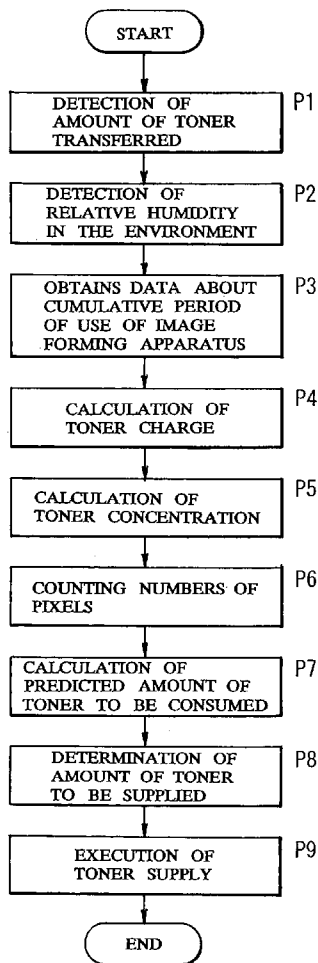 START
P1
DETECTION OF
AMOUNT OF TONER
TRANSFERRED
P2
DETECTION OF
RELATIVE HUMIDITY
IN THE ENVIRONMENT
P3
OBTAINS DATA ABOUT
CUMULATIVE PERIOD
OF USE OF IMAGE
FORMING APPARATUS
P4
CALCULATION OF
TONER CHARGE
P5
CALCULATION OF
TONER CONCENTRATION
P6
COUNTING NUMBERS OF
PIXELS
P7
CALCULATION OF
PREDICTED AMOUNT OF
TONER TO BE CONSUMED
P8
DETERMINATION OF
AMOUNT OF TONER
TO BE SUPPLIED
P9
EXECUTION OF
TONER SUPPLY
END